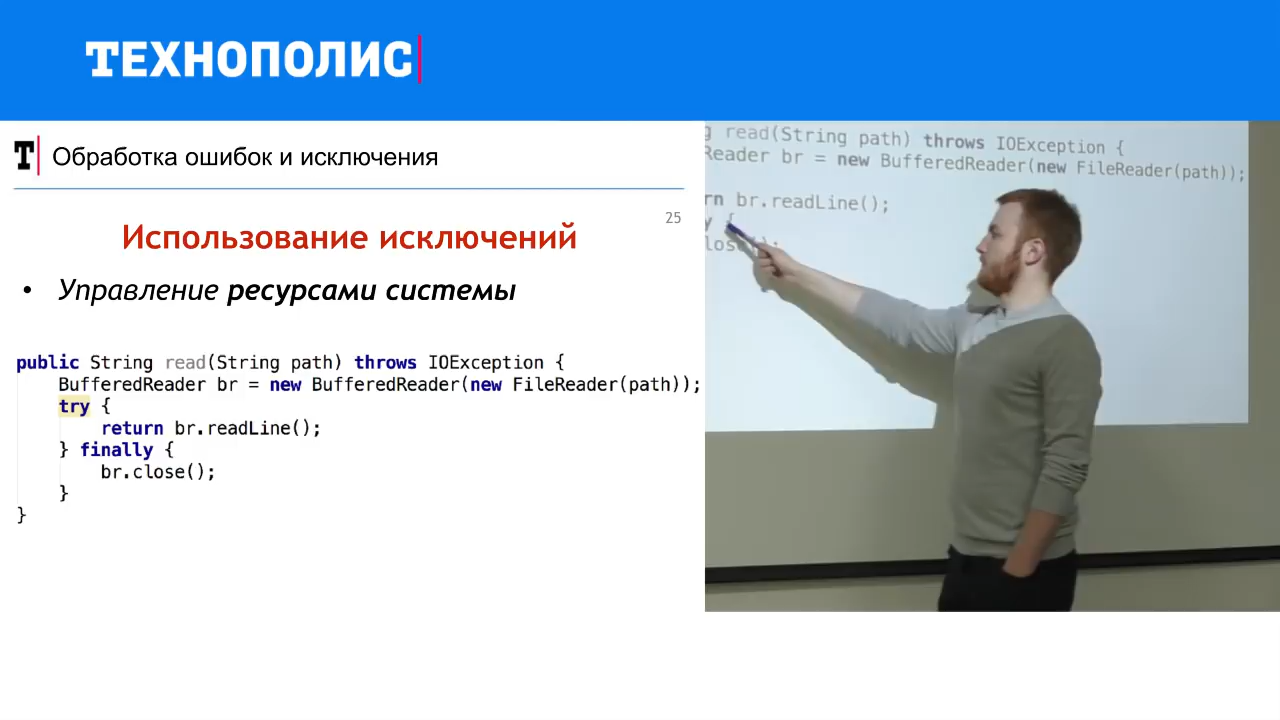 ТЕХНОПОЛИС
Т Обработка ошибок и исключения
25
Использование исключений
• Управление ресурсами системы
public String read(String path) throws IOException {
BufferedReader br = new BufferedReader(new FileReader(path));
try {
return br.readLine();
} finally {
br.close();
}
}
read(String path) throws IOException {
Reader br = new BufferedReader(new FileReader(path));
br.readLine();